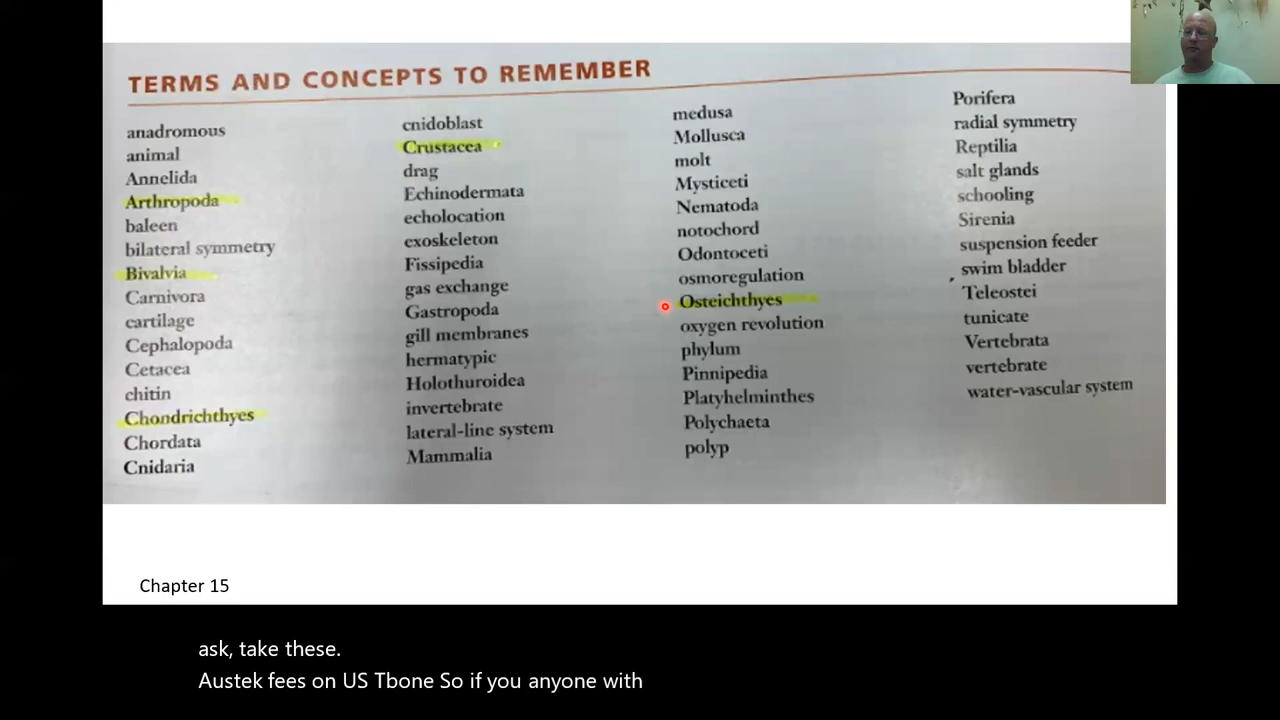 TERMS AND CONCEPTS TO REMEMBER
anadromous
animal
Annelida
Arthropoda
baleen
bilateral symmetry
Bivalvia
Carnivora
cartilage
Cephalopoda
Cetacea
chitin
Chondrichthyes
Chordata
Cnidaria
cnidoblast
Crustacea
drag
Echinodermata
echolocation
exoskeleton
Fissipedia
gas exchange
Gastropoda
gill membranes
hermatypic
Holothuroidea
invertebrate
lateral-line system
Mammalia
medusa
Mollusca
molt
Mysticeti
Nematoda
notochord
Odontoceti
osmoregulation
Osteichthyes
oxygen revolution
phylum
Pinnipedia
Platyhelminthes
Polychaeta
polyp
Porifera
radial symmetry
Reptilia
salt glands
schooling
Sirenia
suspension feeder
swim bladder
Teleostei
tunicate
Vertebrata
vertebrate
water-vascular system
Chapter 15
ask, take these.
Austek fees on US Tbone So if you anyone with